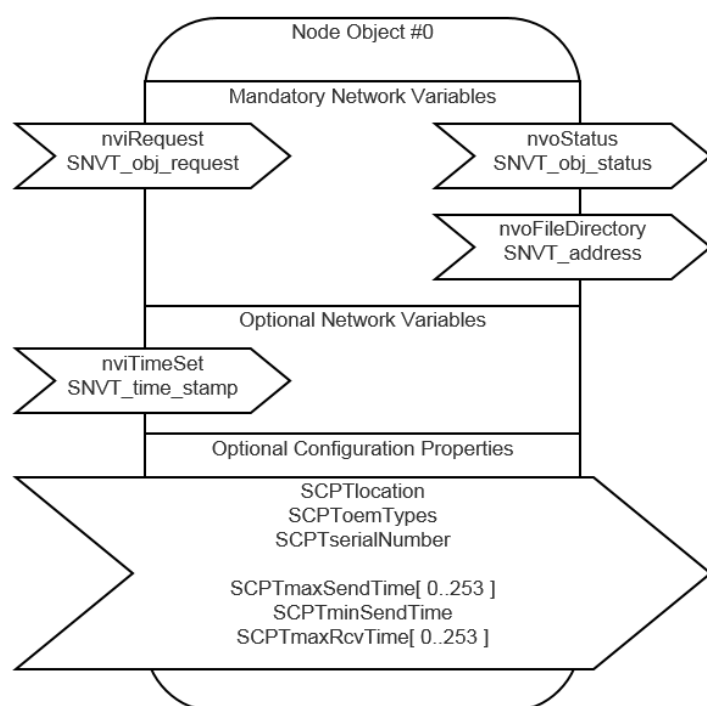 Node Object #0
Mandatory Network Variables
nviRequest
SNVT_obj_request
nvoStatus
SNVT_obj_status
nvoFileDirectory
SNVT_address
Optional Network Variables
nviTimeSet
SNVT_time_stamp
Optional Configuration Properties
SCPTlocation
SCPToemTypes
SCPTserialNumber
SCPTmaxSendTime[ 0..253 ]
SCPTminSendTime
SCPTmaxRcvTime[ 0..253 ]